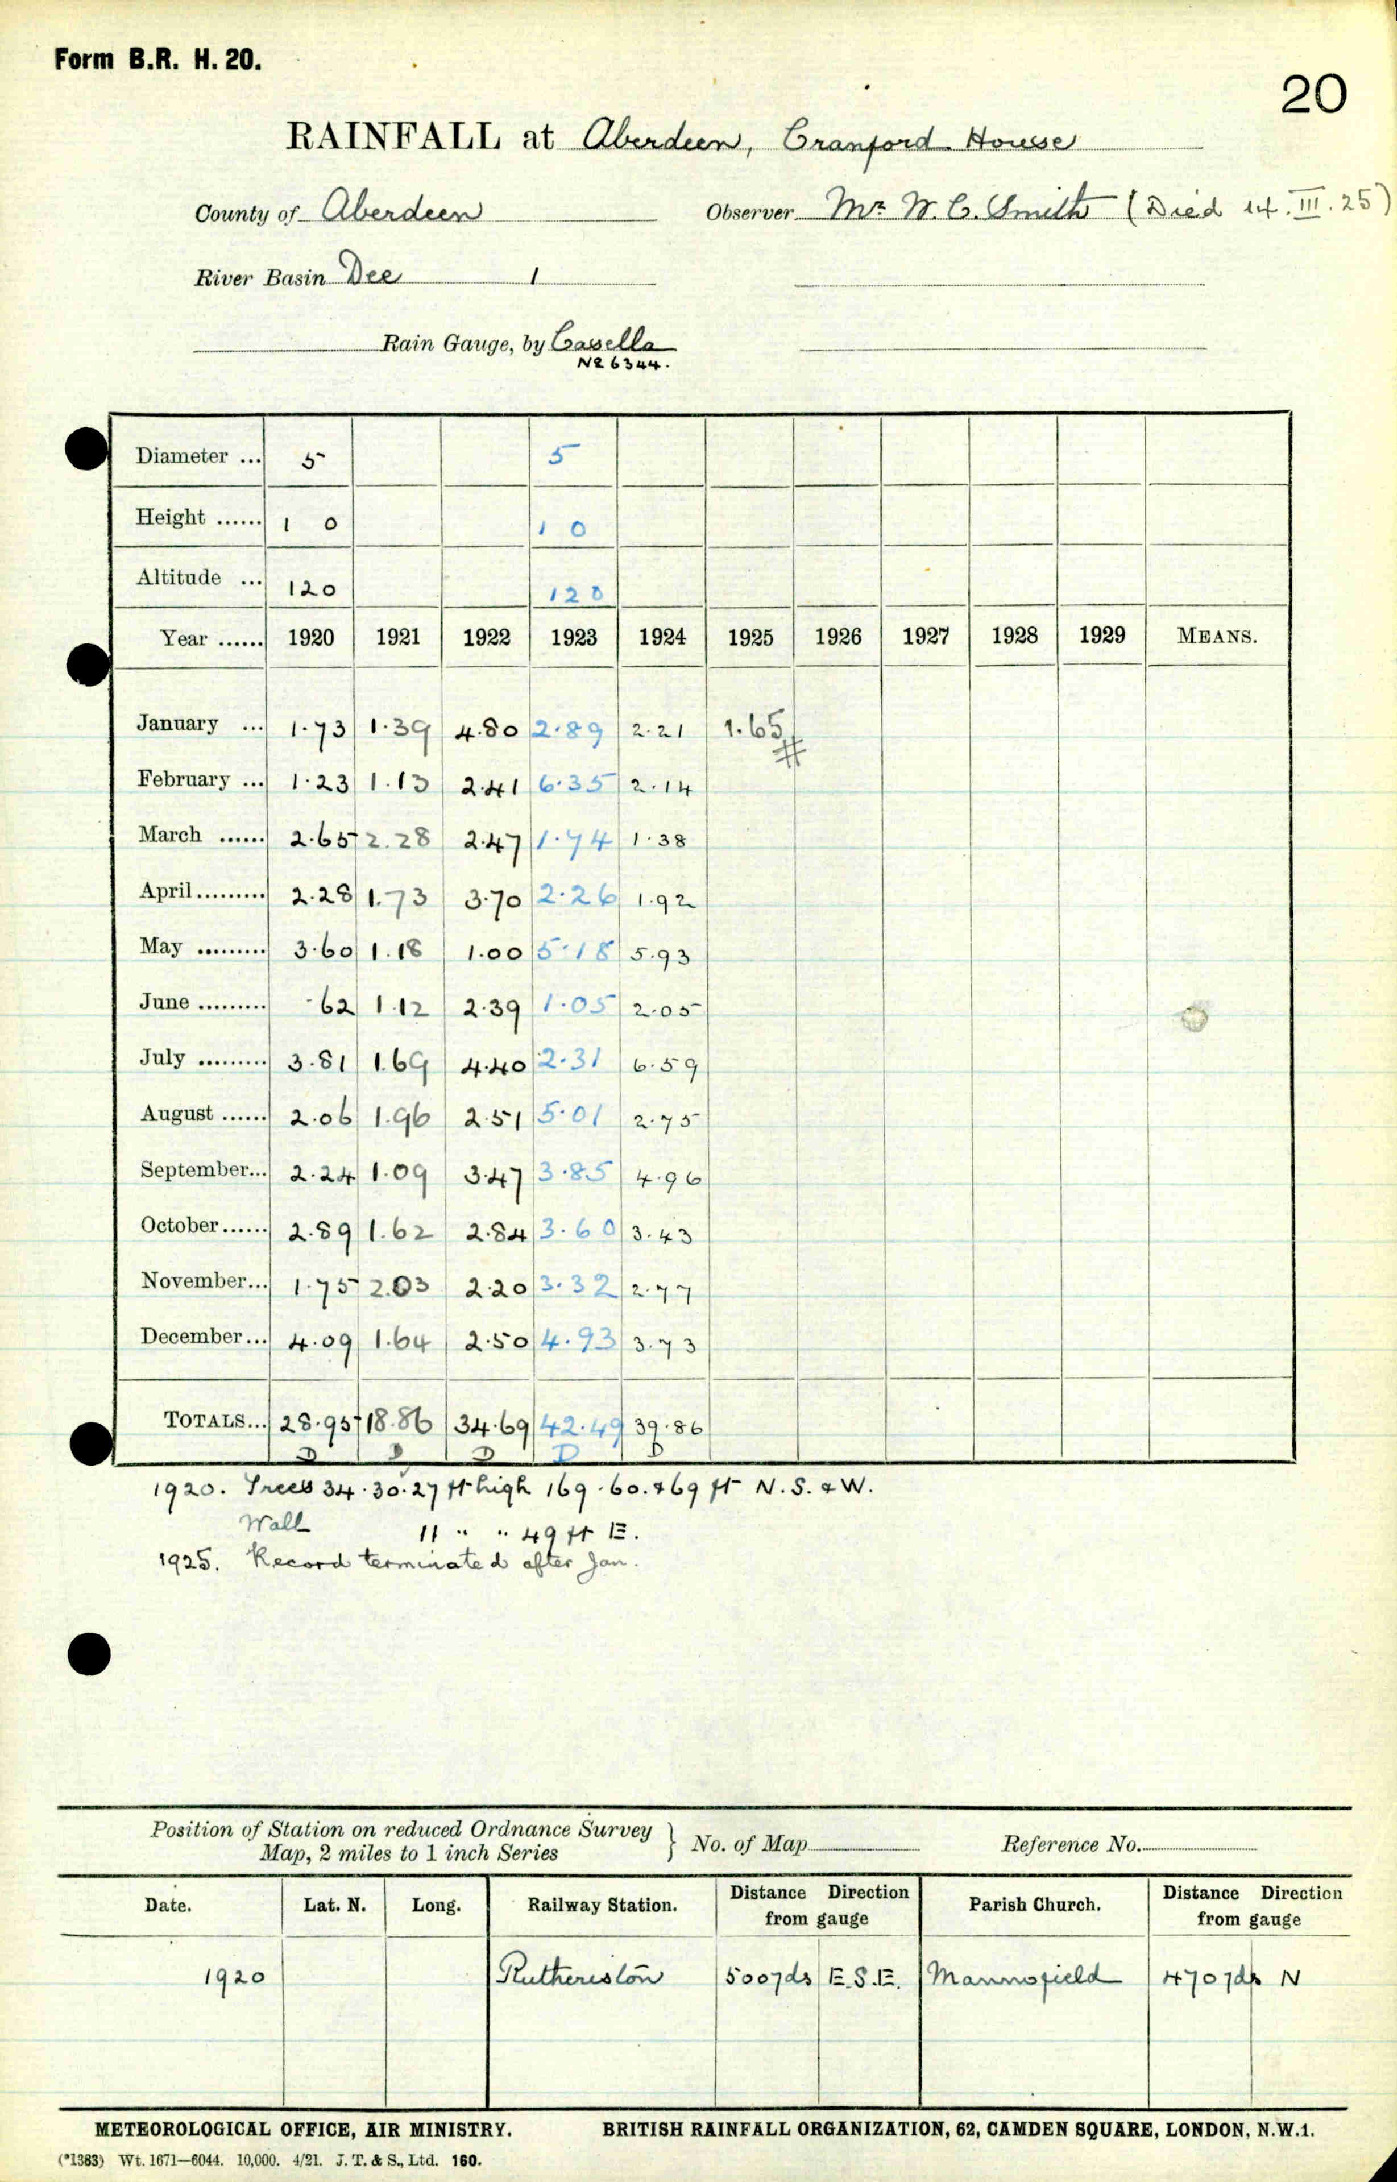 Form B.R. H. 20.
20
RAINFALL at Aberdeen, Cranford House
County of Aberdeen Observer Mr. W. C. Smith (Died 14.III.25)
River Basin Dee 1
Rain Gauge, by Casella
No 6344.
Diameter ... 5 5
Height ...... 1 0 1 0
Altitude ... 120 120
Year ...... 1920 1921 1922 1923 1924 1925 1926 1927 1928 1929 MEANS.
January ... 1.73 1.39 4.80 2.89 2.21 1.65 #
February ... 1.23 1.13 2.41 6.35 2.14
March ...... 2.65 2.28 2.47 1.74 1.38
April......... 2.28 1.73 3.70 2.26 1.92
May ......... 3.60 1.18 1.00 5.18 5.93
June ......... .62 1.12 2.39 1.05 2.05
July ......... 3.81 1.69 4.40 2.31 6.59
August ...... 2.06 1.96 2.51 5.01 2.75
September... 2.24 1.09 3.47 3.85 4.96
October...... 2.89 1.62 2.84 3.60 3.43
November... 1.75 2.03 2.20 3.32 2.77
December... 4.09 1.64 2.50 4.93 3.73
TOTALS... 28.95 18.86 34.69 42.49 39.86
D D D D D
1920. Trees 34.30.27 ft high 169.60.&69 ft N.S.&W.
Wall 11 " " 49 ft E.
1925. Record terminated after Jan.
Position of Station on reduced Ordnance Survey
Map, 2 miles to 1 inch Series } No. of Map Reference No.
Date. Lat. N. Long. Railway Station. Distance Direction from gauge Parish Church. Distance Direction from gauge
1920 Ruthrieston 500yds E.S.E. Mannofield 470yds N
METEOROLOGICAL OFFICE, AIR MINISTRY. BRITISH RAINFALL ORGANIZATION, 62, CAMDEN SQUARE, LONDON, N.W.1.
(*1383) Wt. 1671—6044. 10,000. 4/21. J. T. & S., Ltd. 160.